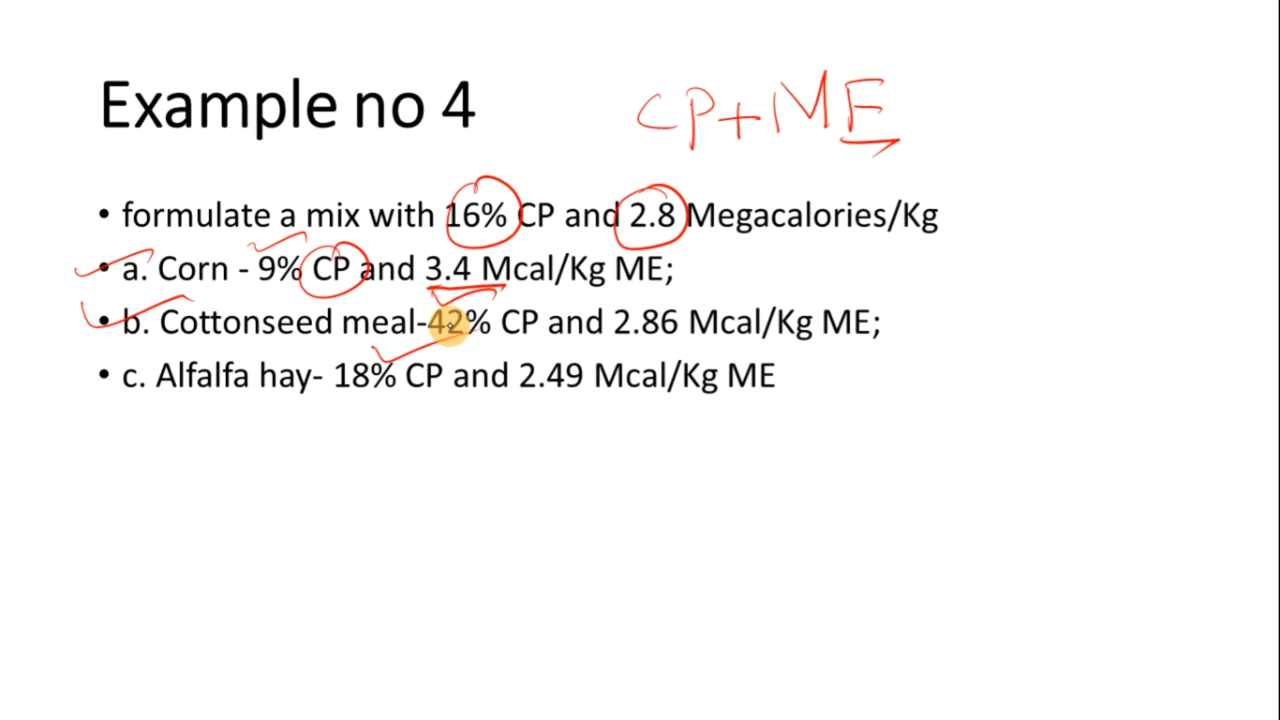 Example no 4
CP+ME
• formulate a mix with 16% CP and 2.8 Megacalories/Kg
• a. Corn - 9% CP and 3.4 Mcal/Kg ME;
• b. Cottonseed meal-42% CP and 2.86 Mcal/Kg ME;
• c. Alfalfa hay- 18% CP and 2.49 Mcal/Kg ME